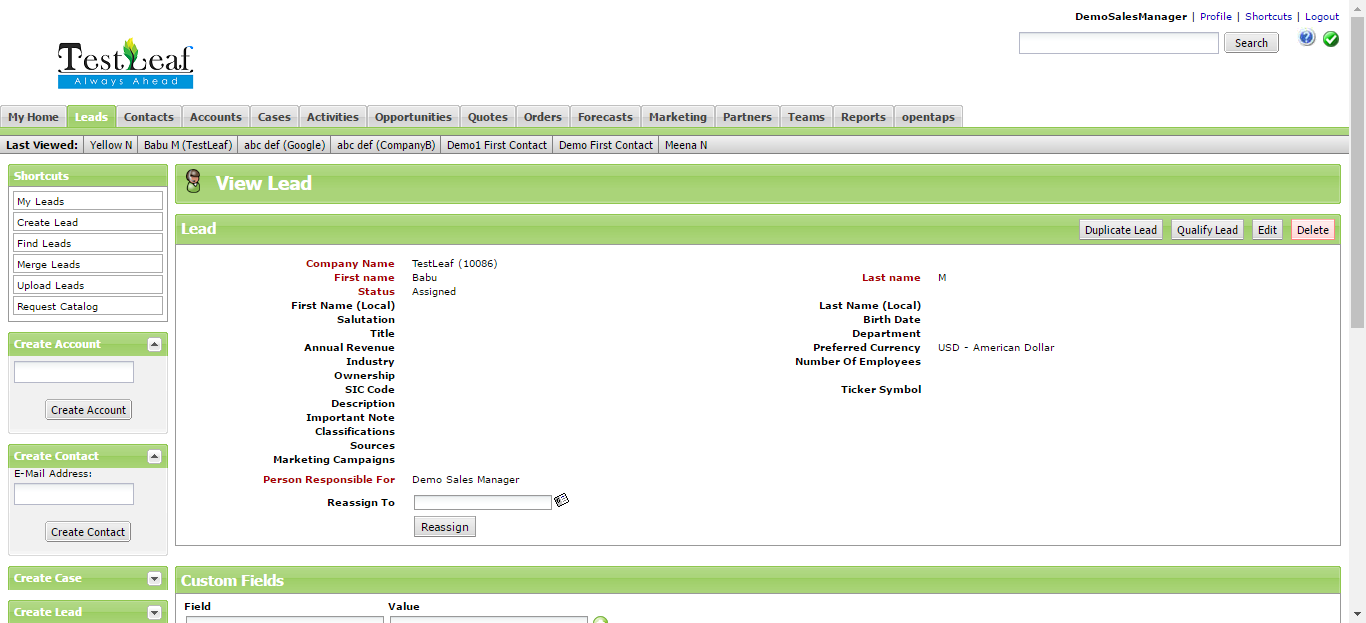 DemoSalesManager | Profile | Shortcuts | Logout
Search
TestLeaf
Always Ahead
My Home Leads Contacts Accounts Cases Activities Opportunities Quotes Orders Forecasts Marketing Partners Teams Reports opentaps
Last Viewed: Yellow N Babu M (TestLeaf) abc def (Google) abc def (CompanyB) Demo1 First Contact Demo First Contact Meena N
Shortcuts
My Leads
Create Lead
Find Leads
Merge Leads
Upload Leads
Request Catalog
Create Account
Create Account
Create Contact
E-Mail Address:
Create Contact
Create Case
Create Lead
View Lead
Lead Duplicate Lead Qualify Lead Edit Delete
Company Name TestLeaf (10086)
First name Babu Last name M
Status Assigned
First Name (Local) Last Name (Local)
Salutation Birth Date
Title Department
Annual Revenue Preferred Currency USD - American Dollar
Industry Number Of Employees
Ownership
SIC Code Ticker Symbol
Description
Important Note
Classifications
Sources
Marketing Campaigns
Person Responsible For Demo Sales Manager
Reassign To
Reassign
Custom Fields
Field Value